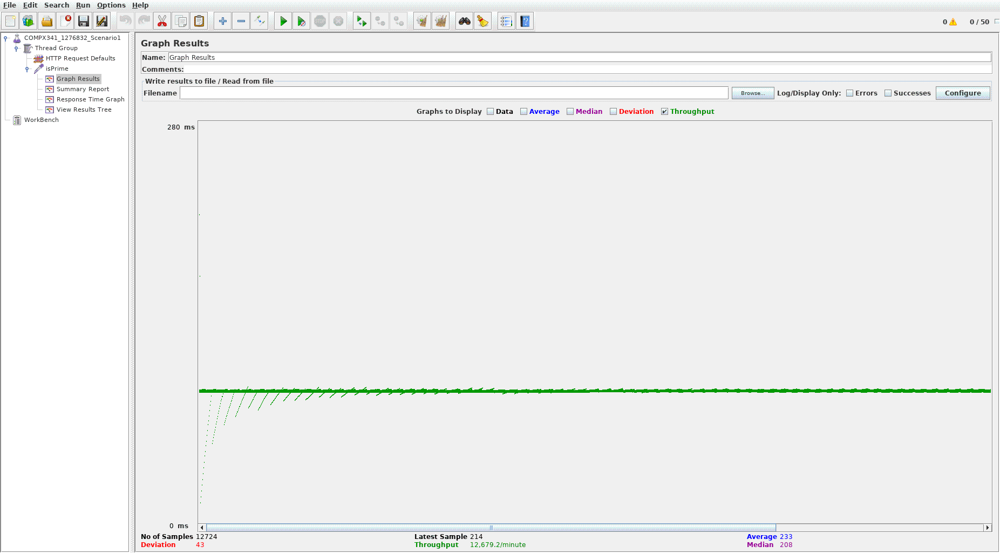 File Edit Search Run Options Help
0 0 / 50
COMPX341_1276832_Scenario1
Thread Group
HTTP Request Defaults
isPrime
Graph Results
Summary Report
Response Time Graph
View Results Tree
WorkBench
Graph Results
Name: Graph Results
Comments:
Write results to file / Read from file
Filename Browse... Log/Display Only: Errors Successes Configure
Graphs to Display Data Average Median Deviation Throughput
280 ms
0 ms
No of Samples 12724 Latest Sample 214 Average 233
Deviation 43 Throughput 12,679.2/minute Median 208